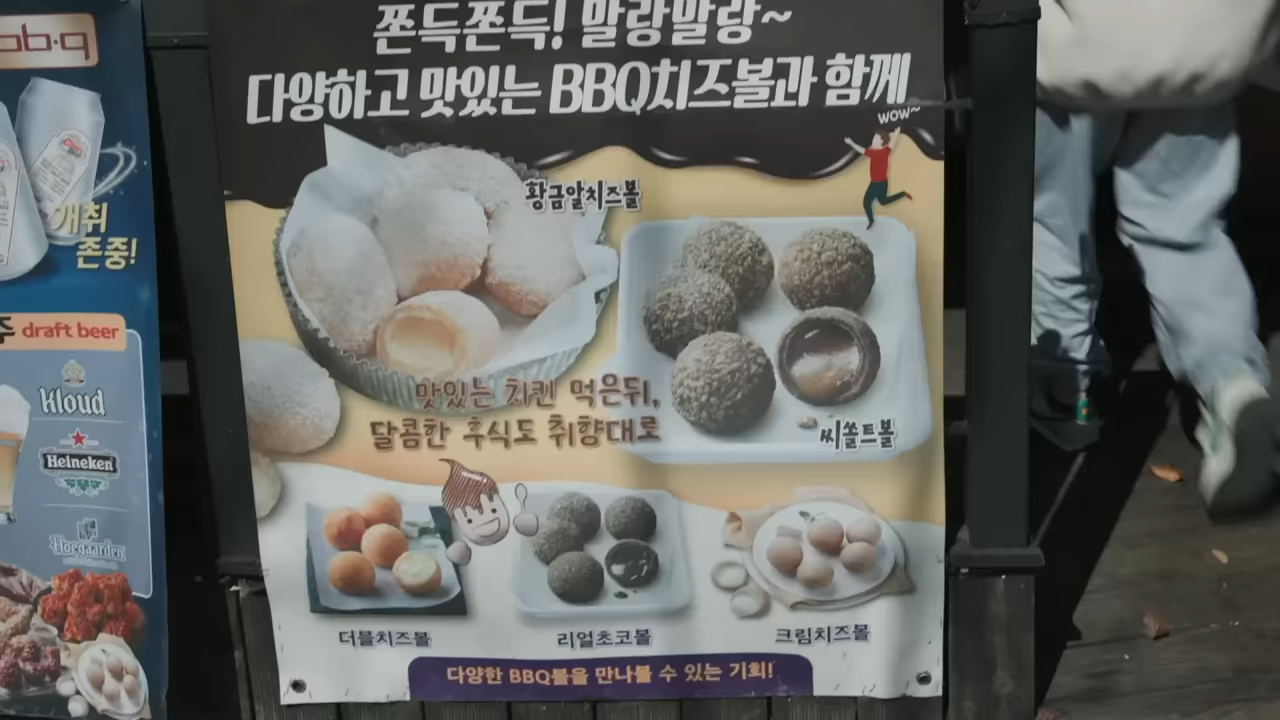 쫀득쫀득! 말랑말랑~
다양하고 맛있는 BBQ치즈볼과 함께
wow~
황금알치즈볼
맛있는 치킨 먹은뒤,
달콤한 후식도 취향대로
씨쏠트볼
더블치즈볼
리얼초코볼
크림치즈볼
다양한 BBQ볼을 만나볼 수 있는 기회!
bb.q
개취
존중!
draft beer
Kloud
Heineken
Hoegaarden